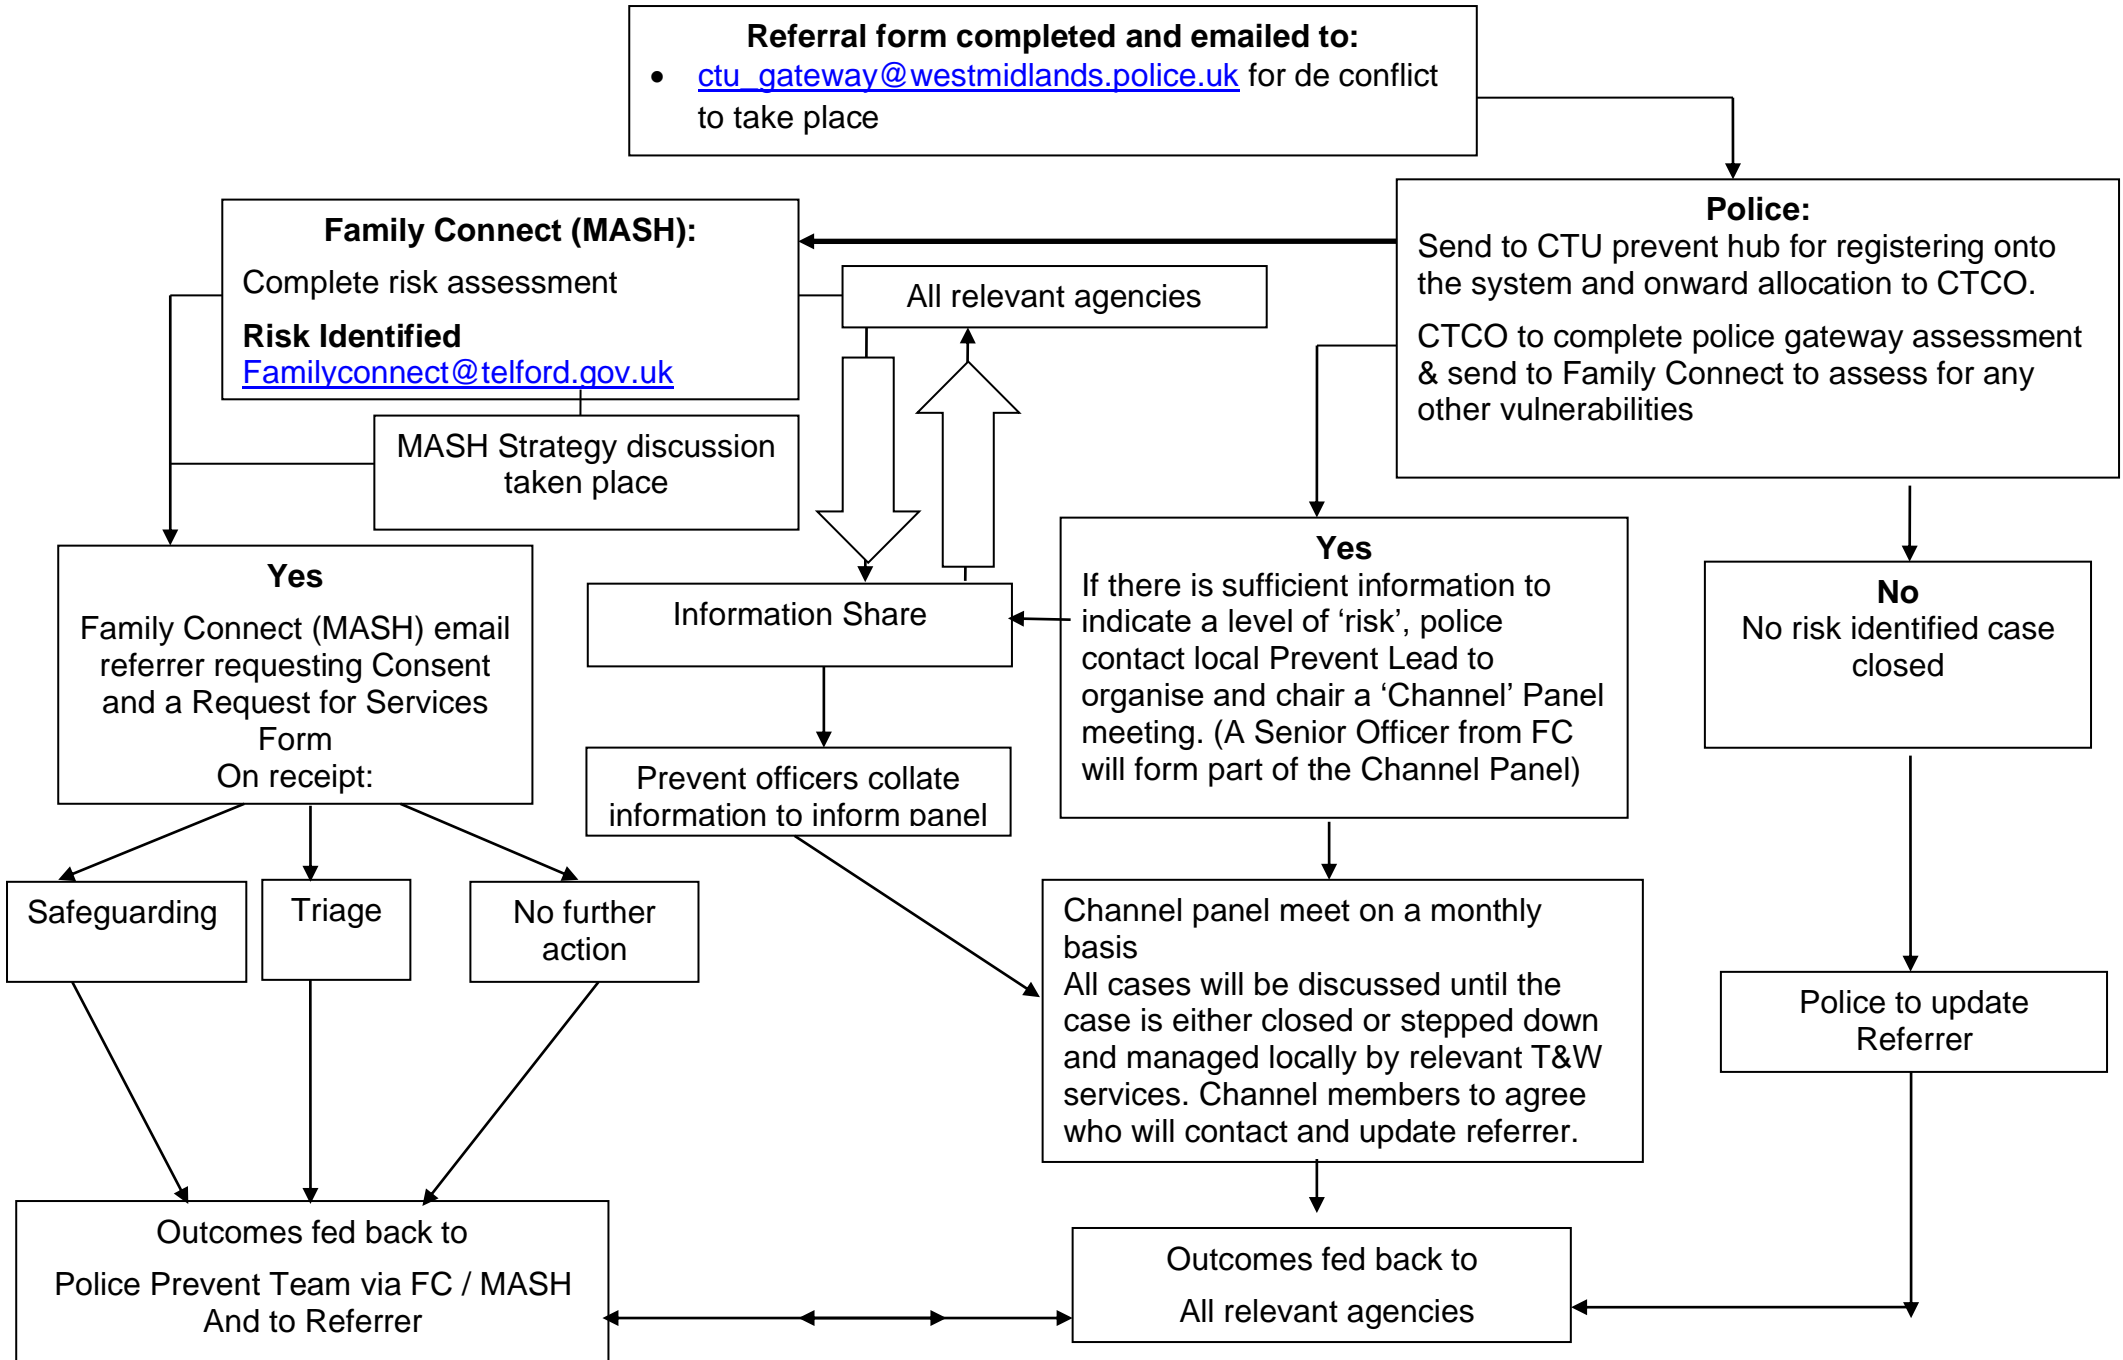 Referral form completed and emailed to:
• ctu_gateway@westmidlands.police.uk for de conflict
to take place
Family Connect (MASH):
Complete risk assessment
Risk Identified
Familyconnect@telford.gov.uk
All relevant agencies
Police:
Send to CTU prevent hub for registering onto
the system and onward allocation to CTCO.
CTCO to complete police gateway assessment
& send to Family Connect to assess for any
other vulnerabilities
MASH Strategy discussion
taken place
Yes
Family Connect (MASH) email
referrer requesting Consent
and a Request for Services
Form
On receipt:
Information Share
Yes
If there is sufficient information to
indicate a level of ‘risk’, police
contact local Prevent Lead to
organise and chair a ‘Channel’ Panel
meeting. (A Senior Officer from FC
will form part of the Channel Panel)
No
No risk identified case
closed
Prevent officers collate
information to inform panel
Safeguarding
Triage
No further
action
Channel panel meet on a monthly
basis
All cases will be discussed until the
case is either closed or stepped down
and managed locally by relevant T&W
services. Channel members to agree
who will contact and update referrer.
Police to update
Referrer
Outcomes fed back to
Police Prevent Team via FC / MASH
And to Referrer
Outcomes fed back to
All relevant agencies